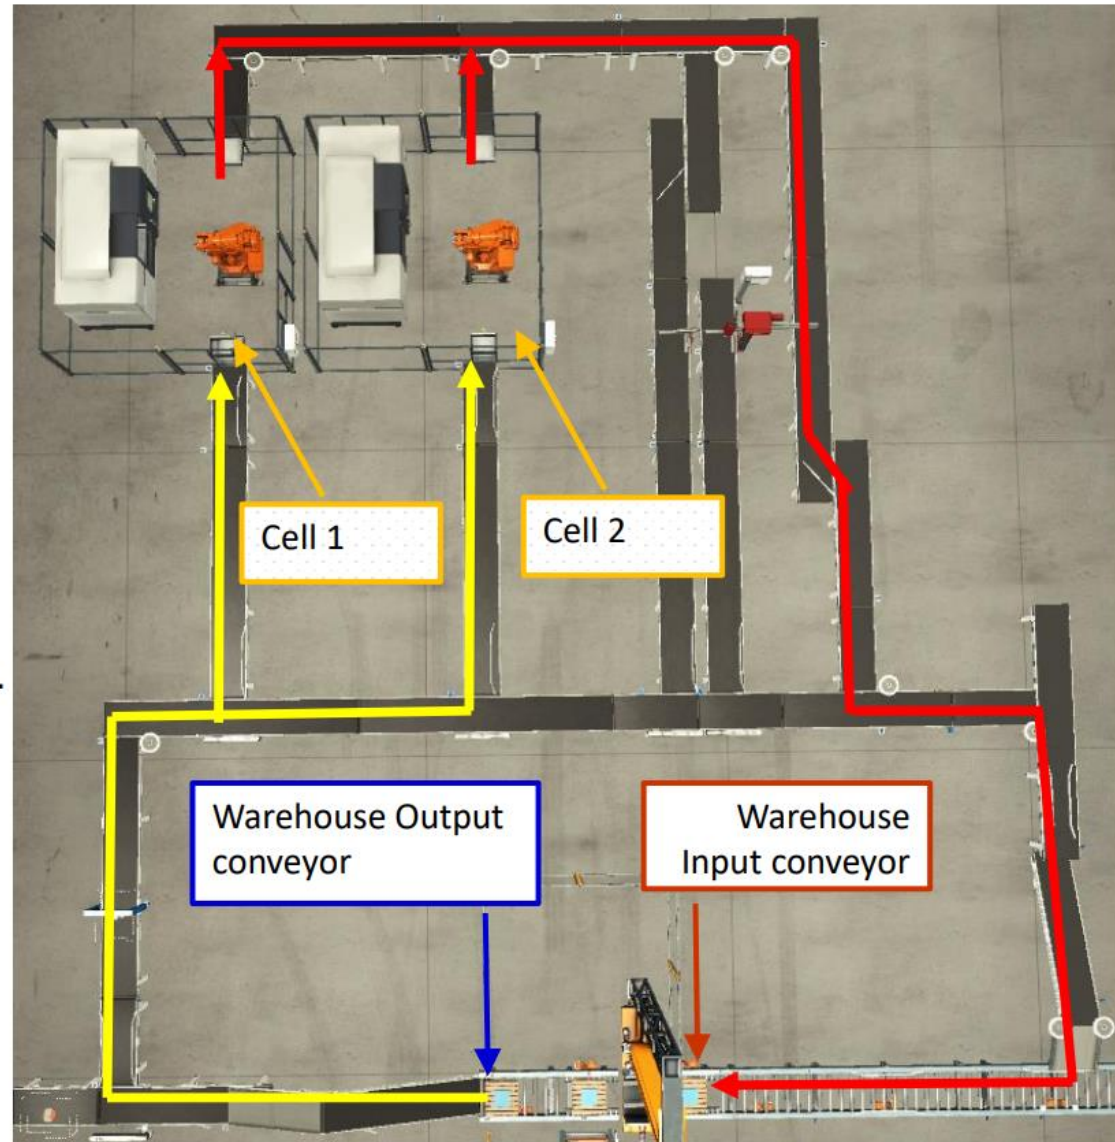 Cell 1
Cell 2
Warehouse Output
conveyor
Warehouse
Input conveyor